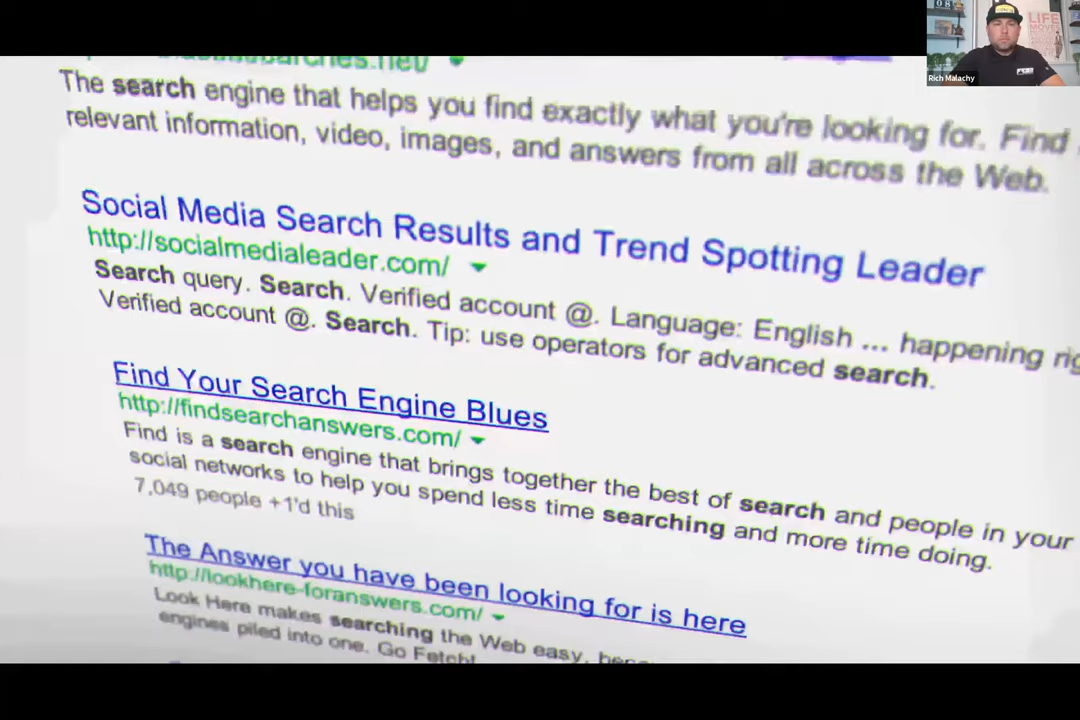 08
LIFE
MOVES
Rich Malachy
The search engine that helps you find exactly what you're looking for. Find
relevant information, video, images, and answers from all across the Web.
Social Media Search Results and Trend Spotting Leader
http://socialmedialeader.com/
Search query. Search. Verified account @. Language: English ... happening
Verified account @. Search. Tip: use operators for advanced search.
Find Your Search Engine Blues
http://findsearchanswers.com/
Find is a search engine that brings together the best of search and people in your
social networks to help you spend less time searching and more time doing.
7,049 people +1'd this
The Answer you have been looking for is here
http://lookhere-foranswers.com/
Look Here makes searching the Web easy,
engines piled into one. Go Fetch!